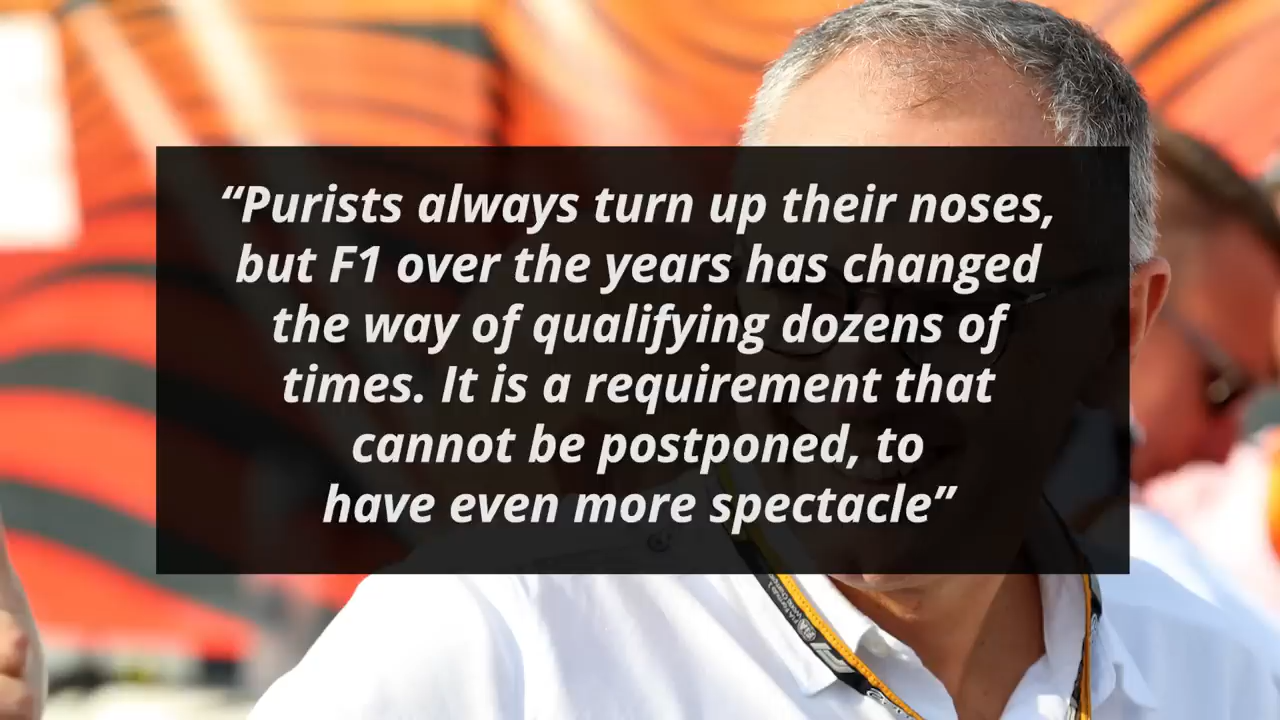 “Purists always turn up their noses,
but F1 over the years has changed
the way of qualifying dozens of
times. It is a requirement that
cannot be postponed, to
have even more spectacle”
FIA